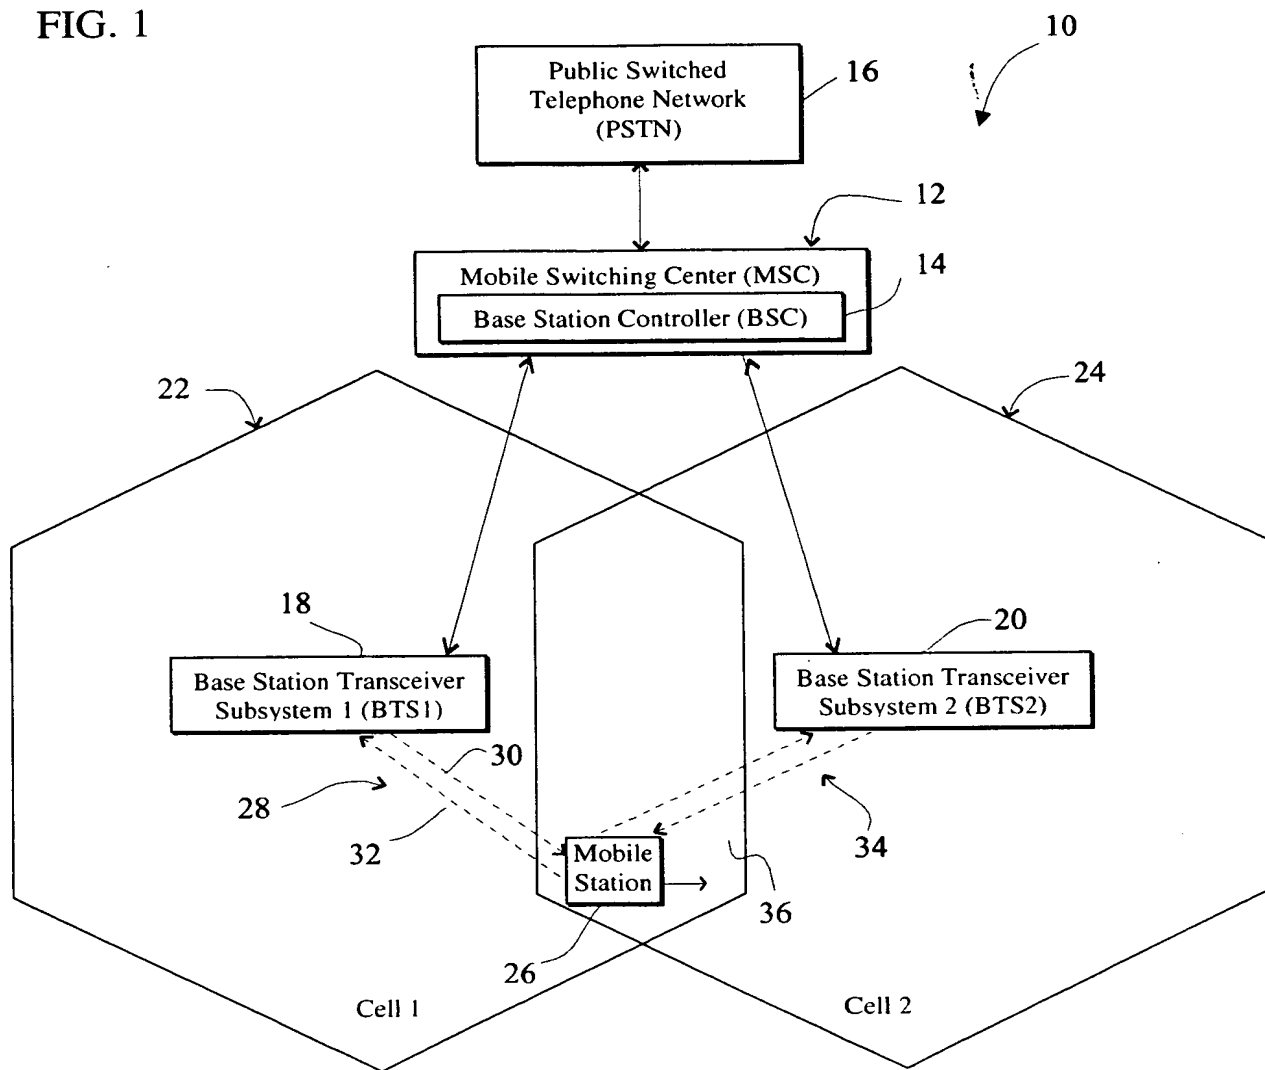 FIG. 1
10
Public Switched
Telephone Network
(PSTN)
16
12
Mobile Switching Center (MSC)
14
Base Station Controller (BSC)
22
24
18
20
Base Station Transceiver
Subsystem 1 (BTS1)
Base Station Transceiver
Subsystem 2 (BTS2)
30
28
32
34
Mobile
Station
36
26
Cell 1
Cell 2